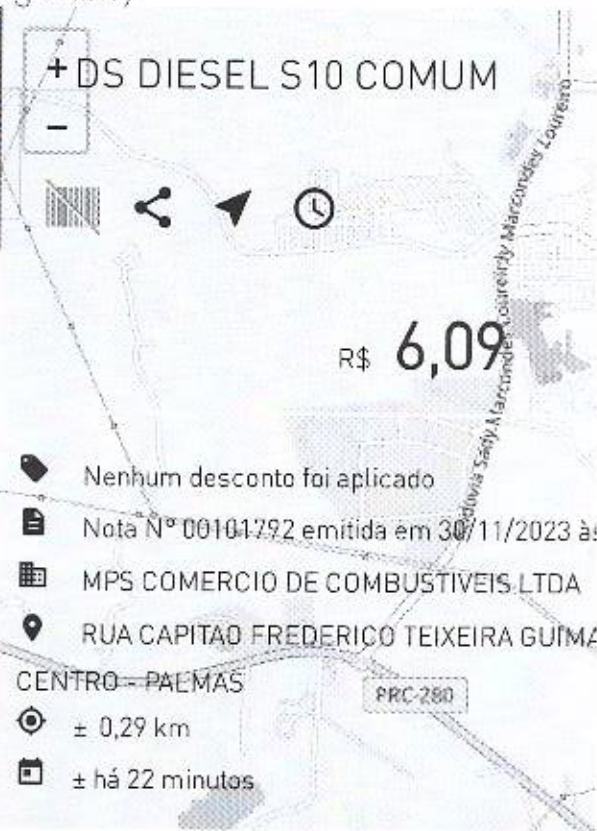 + DS DIESEL S10 COMUM
−
R$ 6,09
Nenhum desconto foi aplicado
Nota Nº 00101792 emitida em 30/11/2023 às
MPS COMERCIO DE COMBUSTIVEIS LTDA
RUA CAPITAO FREDERICO TEIXEIRA GUIMA
CENTRO - PALMAS
PRC-280
± 0,29 km
± há 22 minutos
Marcondes Loureiro